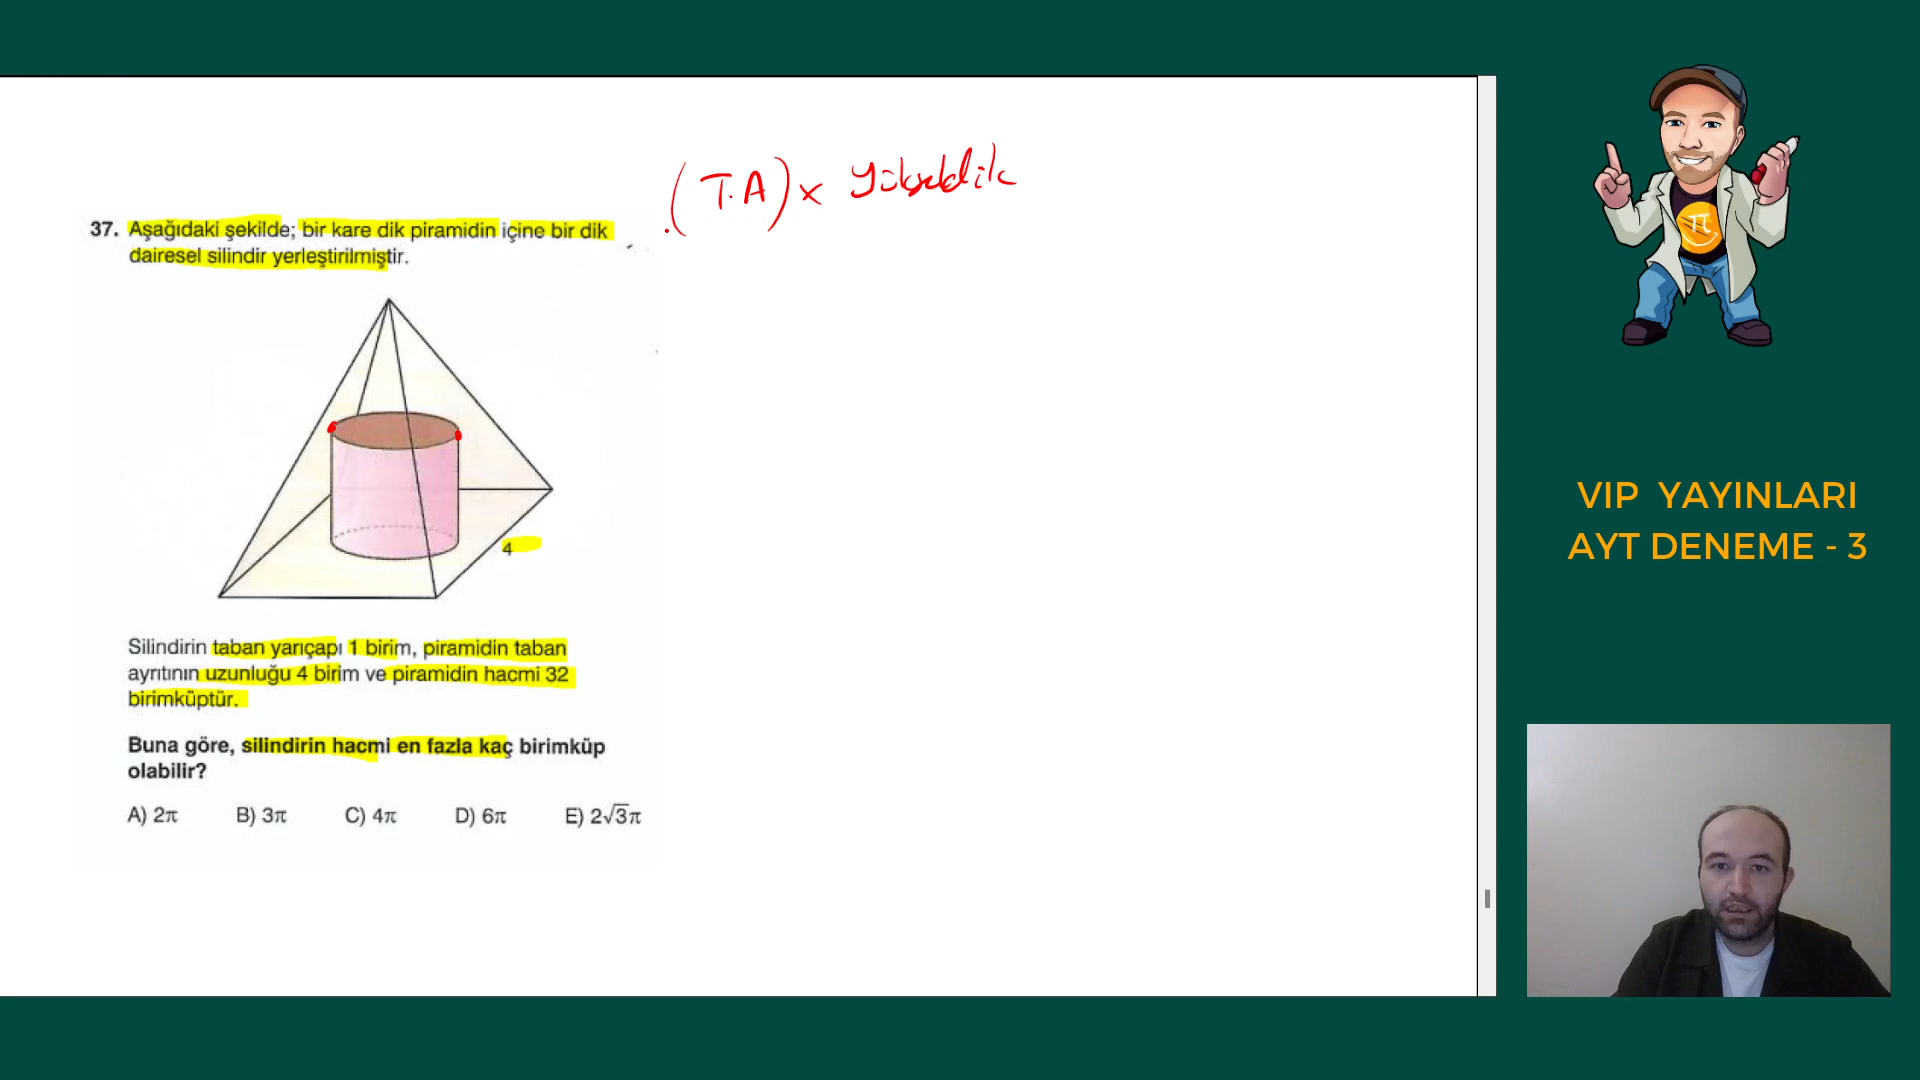 (T.A) x yükseklik
37. Aşağıdaki şekilde; bir kare dik piramidin içine bir dik
dairesel silindir yerleştirilmiştir.
4
Silindirin taban yarıçapı 1 birim, piramidin taban
ayrıtının uzunluğu 4 birim ve piramidin hacmi 32
birimküptür.
Buna göre, silindirin hacmi en fazla kaç birimküp
olabilir?
A) 2π B) 3π C) 4π D) 6π E) 2√3π
π
VIP YAYINLARI
AYT DENEME - 3